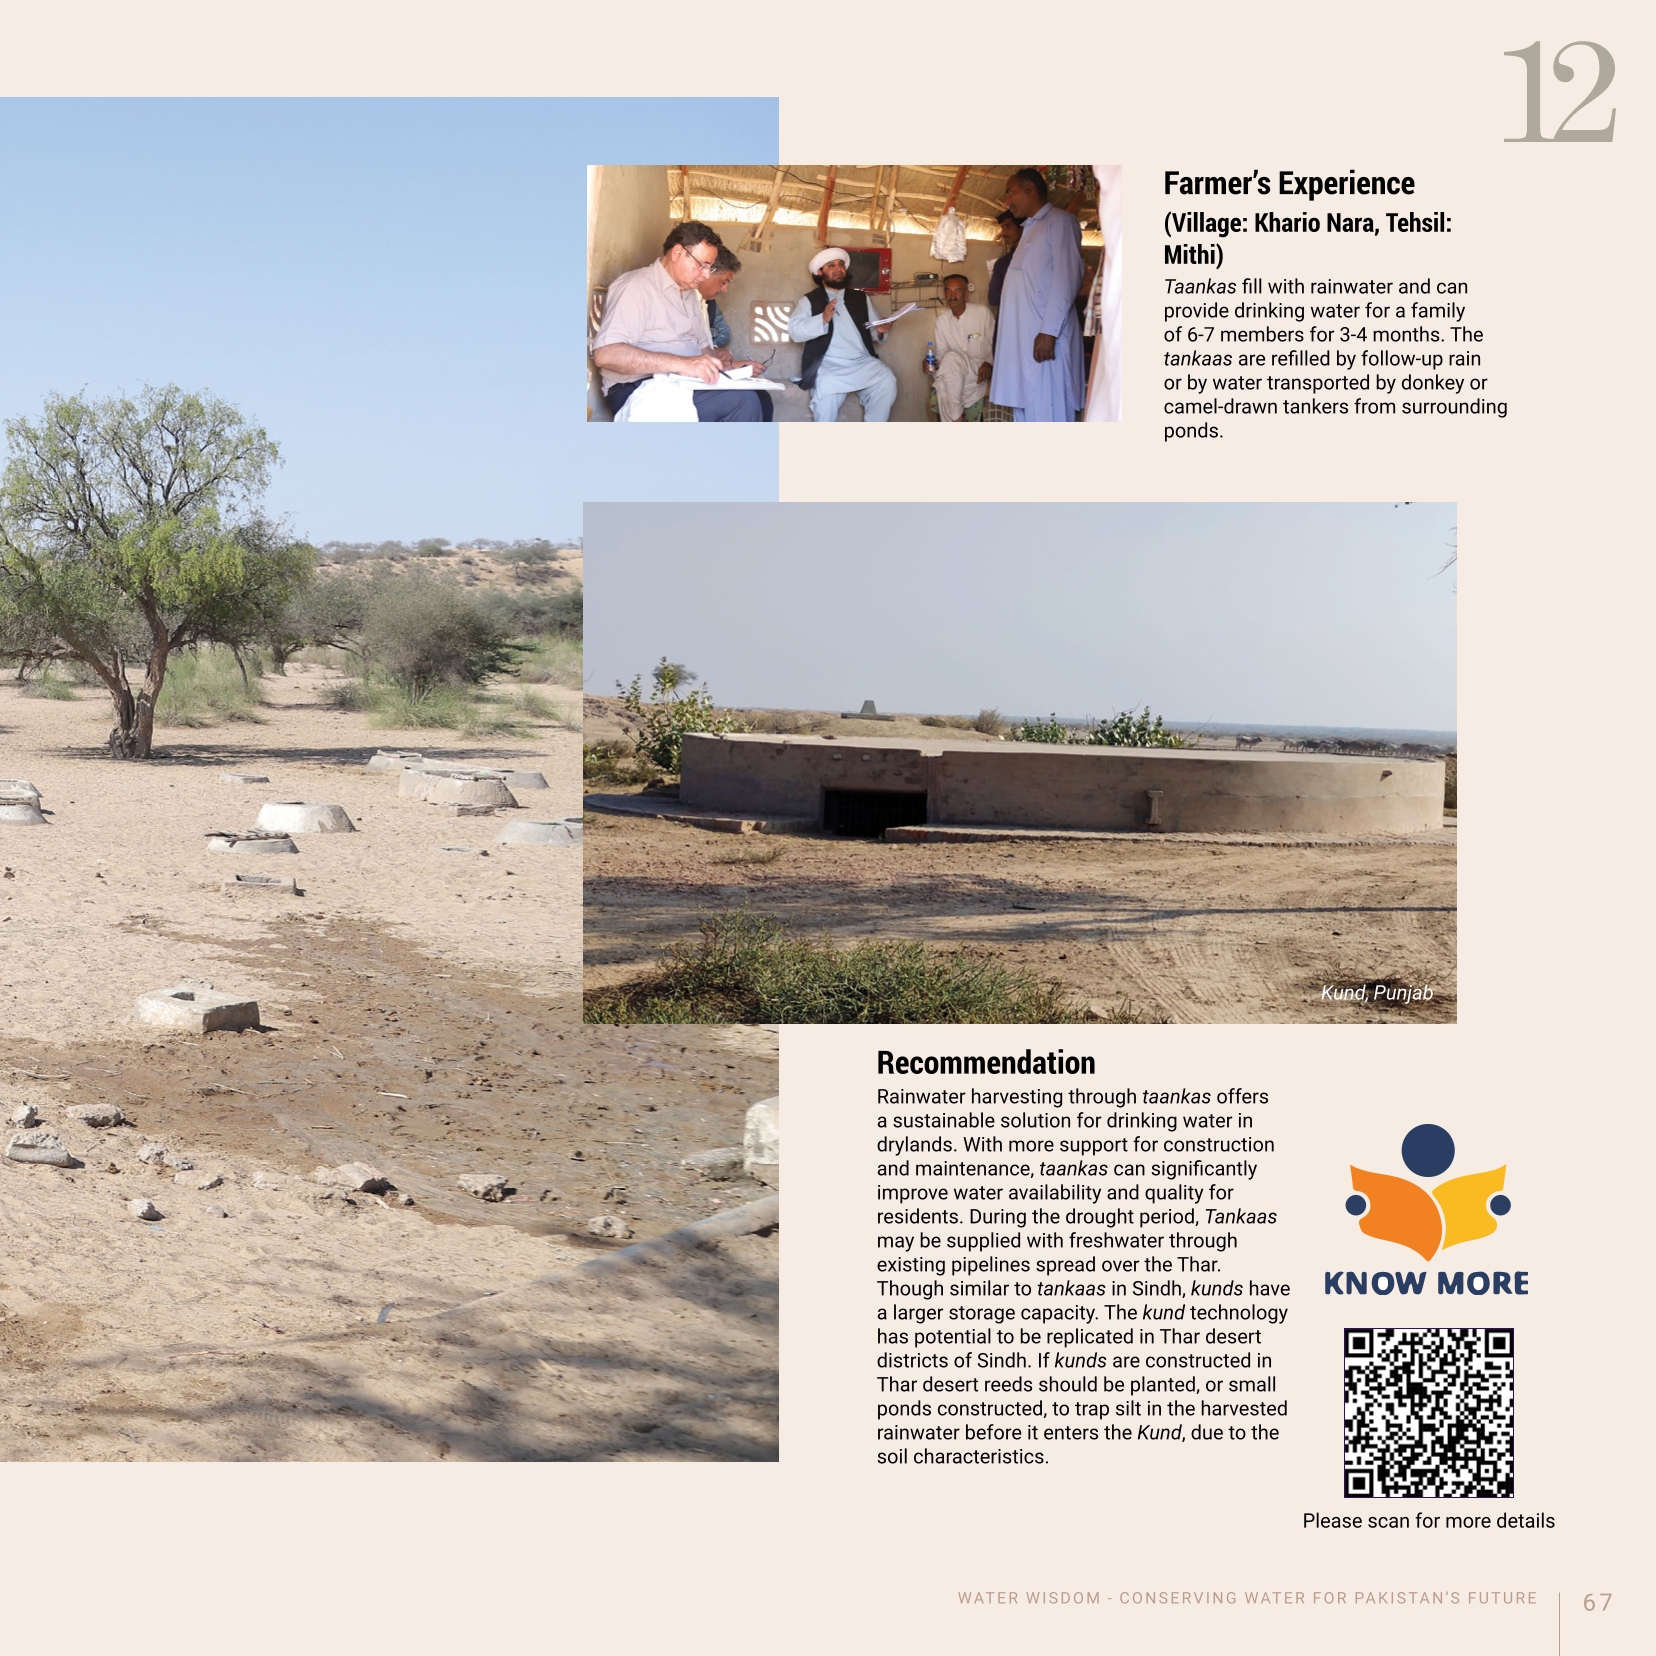 12
Farmer’s Experience
(Village: Khario Nara, Tehsil:
Mithi)
Taankas fill with rainwater and can
provide drinking water for a family
of 6-7 members for 3-4 months. The
tankaas are refilled by follow-up rain
or by water transported by donkey or
camel-drawn tankers from surrounding
ponds.
Kund, Punjab
Recommendation
Rainwater harvesting through taankas offers
a sustainable solution for drinking water in
drylands. With more support for construction
and maintenance, taankas can significantly
improve water availability and quality for
residents. During the drought period, Tankaas
may be supplied with freshwater through
existing pipelines spread over the Thar.
Though similar to tankaas in Sindh, kunds have
a larger storage capacity. The kund technology
has potential to be replicated in Thar desert
districts of Sindh. If kunds are constructed in
Thar desert reeds should be planted, or small
ponds constructed, to trap silt in the harvested
rainwater before it enters the Kund, due to the
soil characteristics.
KNOW MORE
Please scan for more details
WATER WISDOM - CONSERVING WATER FOR PAKISTAN’S FUTURE
67